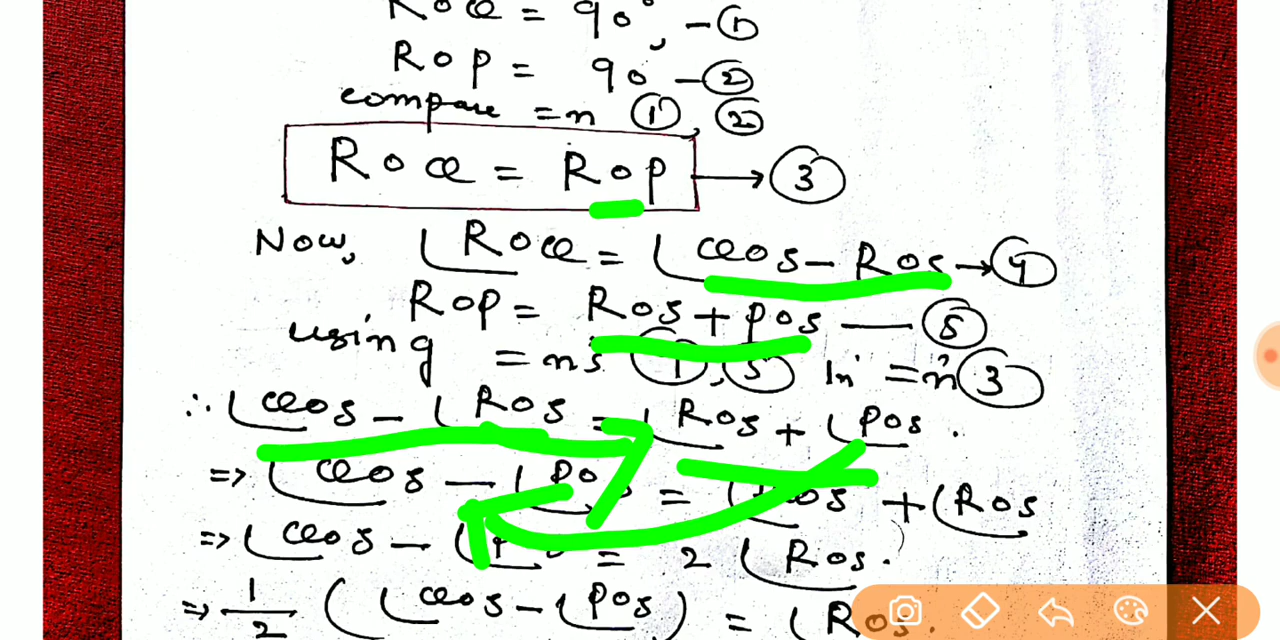 ROQ = 90°, -①
ROP = 90 -②
compare =n ①, ②
ROQ = ROP → ③
Now, ∠ROQ = ∠QOS - ROS → ④
ROP = ROS + POS — ⑤
using =ns ①, ⑤ in =n ③
∴ ∠QOS - ∠ROS = ∠ROS + ∠POS.
⇒ ∠QOS - ∠POS = ∠ROS + ∠ROS
⇒ ∠QOS - ∠PO = 2 ∠ROS.
⇒ 1/2 (∠QOS - ∠POS) = ∠ROS.